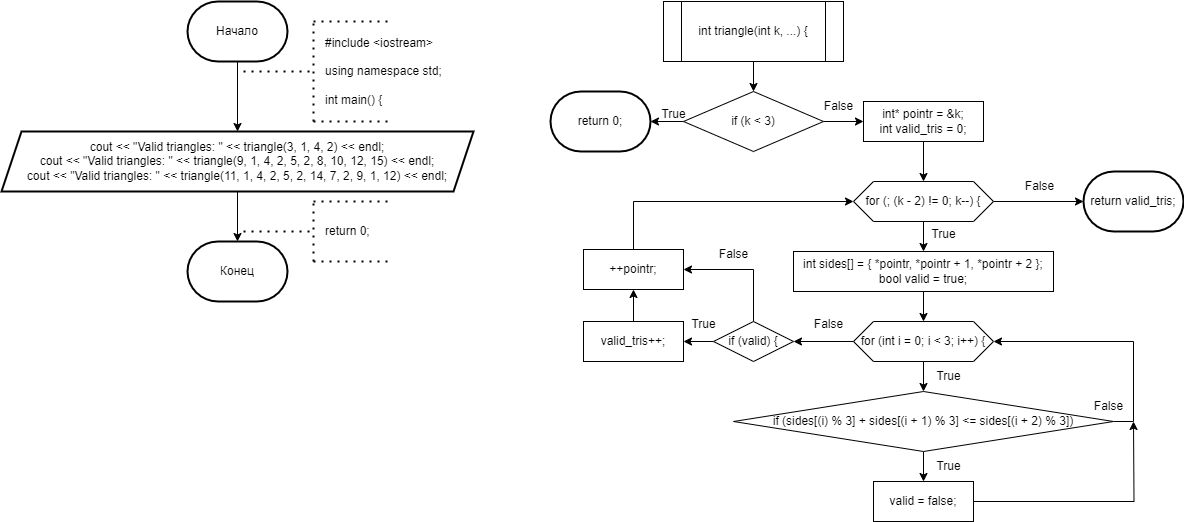 Начало
#include <iostream>
using namespace std;
int main() {
cout << "Valid triangles: " << triangle(3, 1, 4, 2) << endl;
cout << "Valid triangles: " << triangle(9, 1, 4, 2, 5, 2, 8, 10, 12, 15) << endl;
cout << "Valid triangles: " << triangle(11, 1, 4, 2, 5, 2, 14, 7, 2, 9, 1, 12) << endl;
return 0;
Конец
int triangle(int k, ...) {
if (k < 3)
True
return 0;
False
int* pointr = &k;
int valid_tris = 0;
for (; (k - 2) != 0; k--) {
False
return valid_tris;
True
int sides[] = { *pointr, *pointr + 1, *pointr + 2 };
bool valid = true;
for (int i = 0; i < 3; i++) {
False
if (valid) {
True
valid_tris++;
False
++pointr;
True
if (sides[(i) % 3] + sides[(i + 1) % 3] <= sides[(i + 2) % 3])
False
True
valid = false;